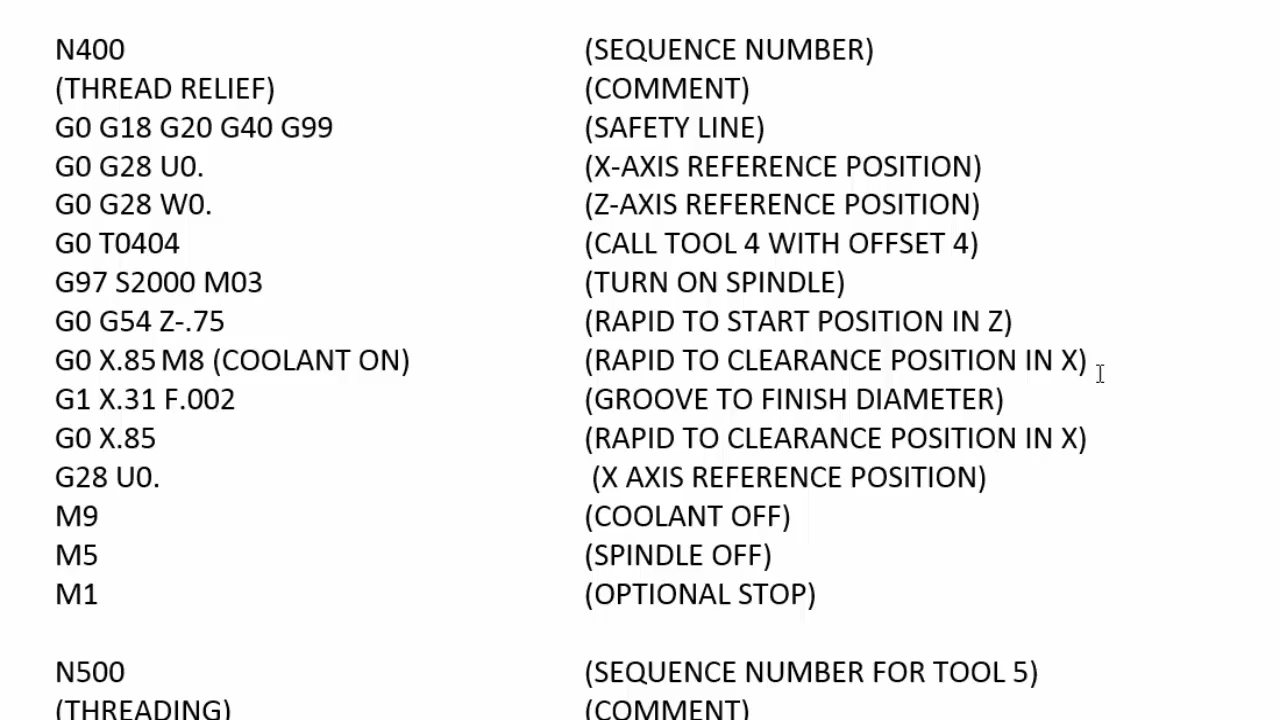 N400 (SEQUENCE NUMBER)
(THREAD RELIEF) (COMMENT)
G0 G18 G20 G40 G99 (SAFETY LINE)
G0 G28 U0. (X-AXIS REFERENCE POSITION)
G0 G28 W0. (Z-AXIS REFERENCE POSITION)
G0 T0404 (CALL TOOL 4 WITH OFFSET 4)
G97 S2000 M03 (TURN ON SPINDLE)
G0 G54 Z-.75 (RAPID TO START POSITION IN Z)
G0 X.85 M8 (COOLANT ON) (RAPID TO CLEARANCE POSITION IN X)
G1 X.31 F.002 (GROOVE TO FINISH DIAMETER)
G0 X.85 (RAPID TO CLEARANCE POSITION IN X)
G28 U0. (X AXIS REFERENCE POSITION)
M9 (COOLANT OFF)
M5 (SPINDLE OFF)
M1 (OPTIONAL STOP)
N500 (SEQUENCE NUMBER FOR TOOL 5)
(THREADING) (COMMENT)